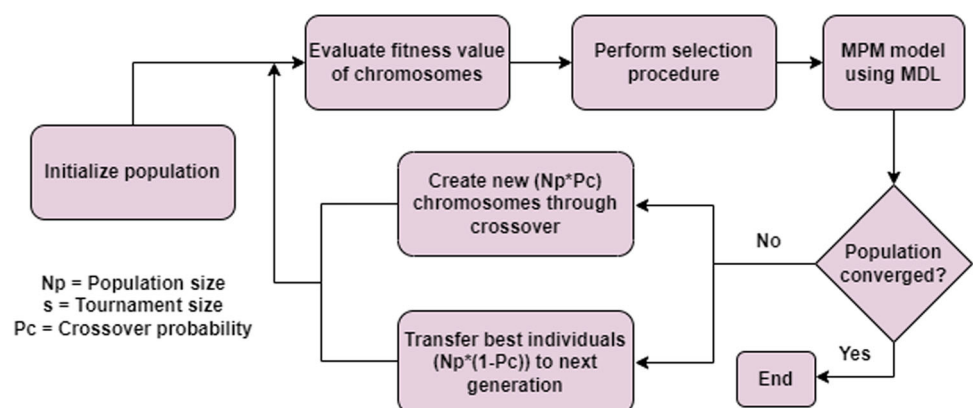 Evaluate fitness value
of chromosomes
Perform selection
procedure
MPM model
using MDL
Initialize population
Create new (Np*Pc)
chromosomes through
crossover
No
Population
converged?
Np = Population size
s = Tournament size
Pc = Crossover probability
Transfer best individuals
(Np*(1-Pc)) to next
generation
Yes
End